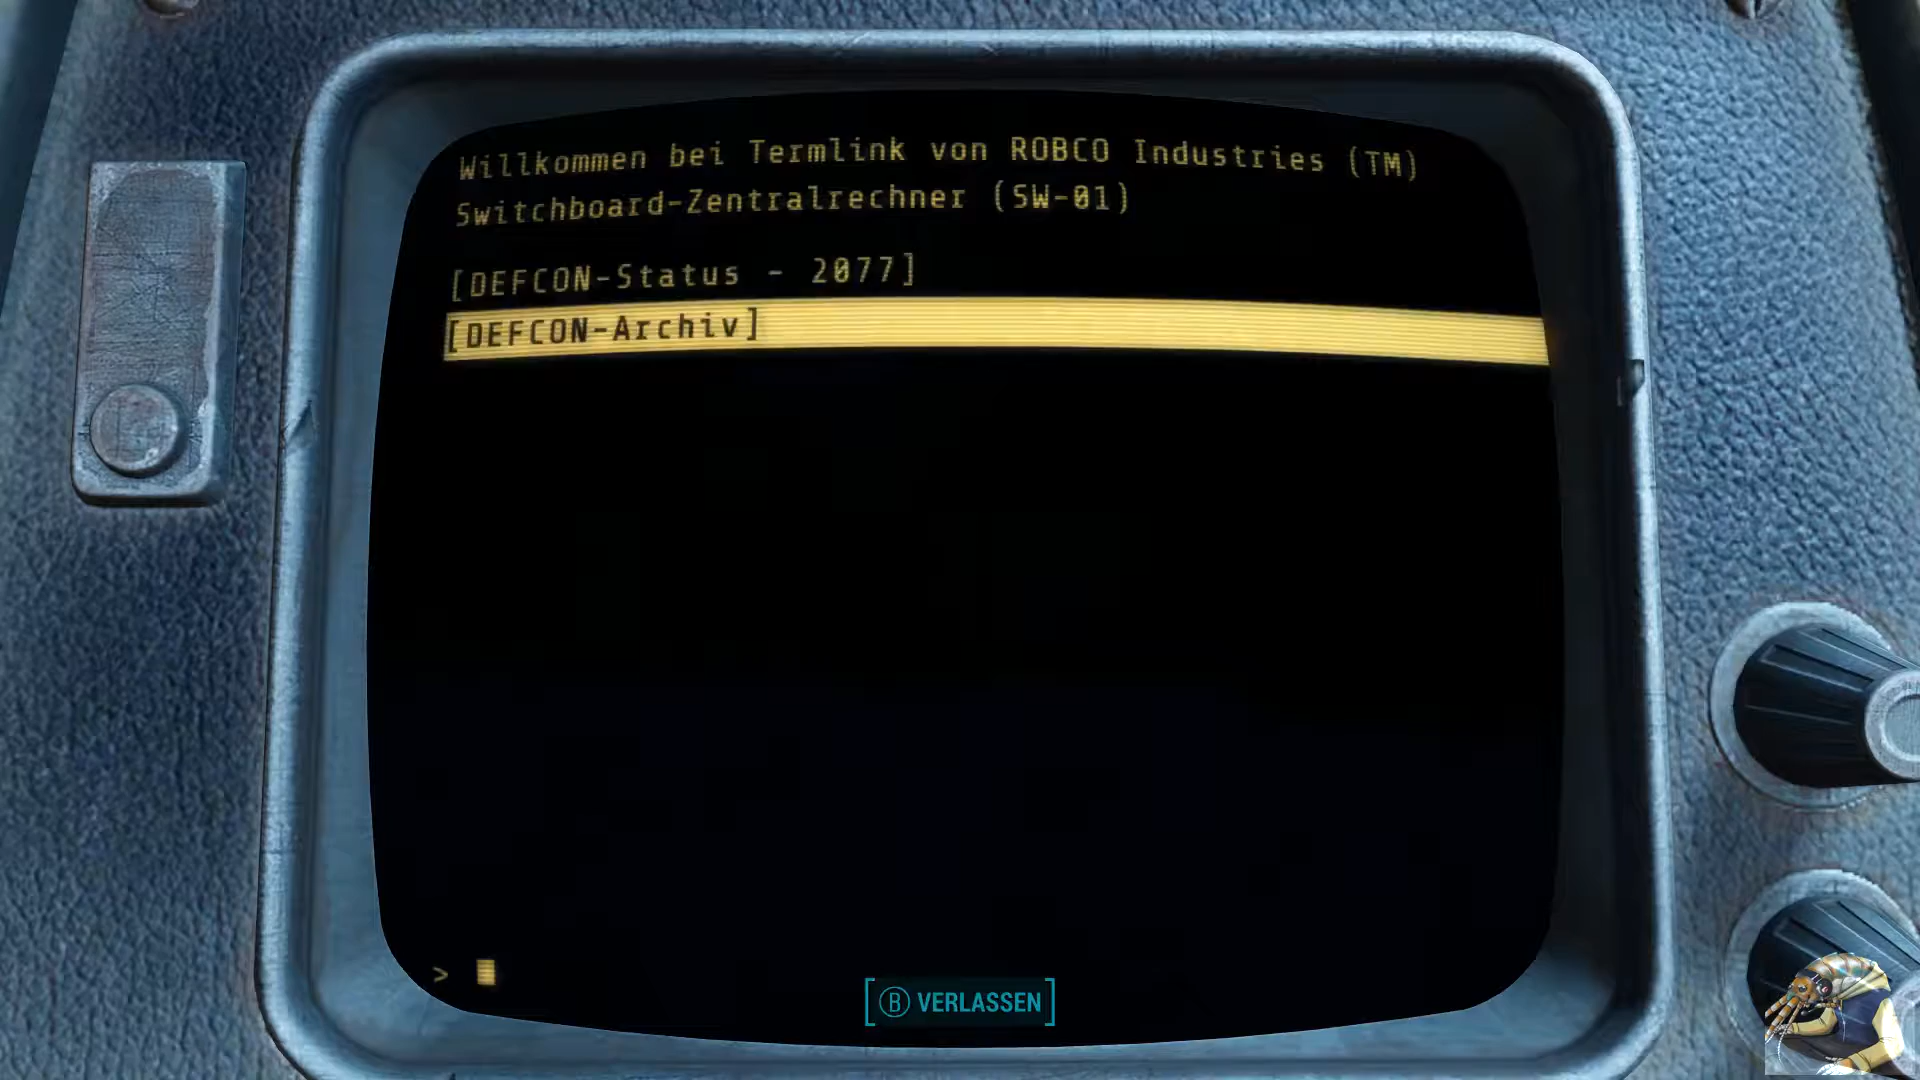 Willkommen bei Termlink von ROBCO Industries (TM)
Switchboard-Zentralrechner (SW-01)
[DEFCON-Status - 2077]
[DEFCON-Archiv]
>
[Ⓑ VERLASSEN]